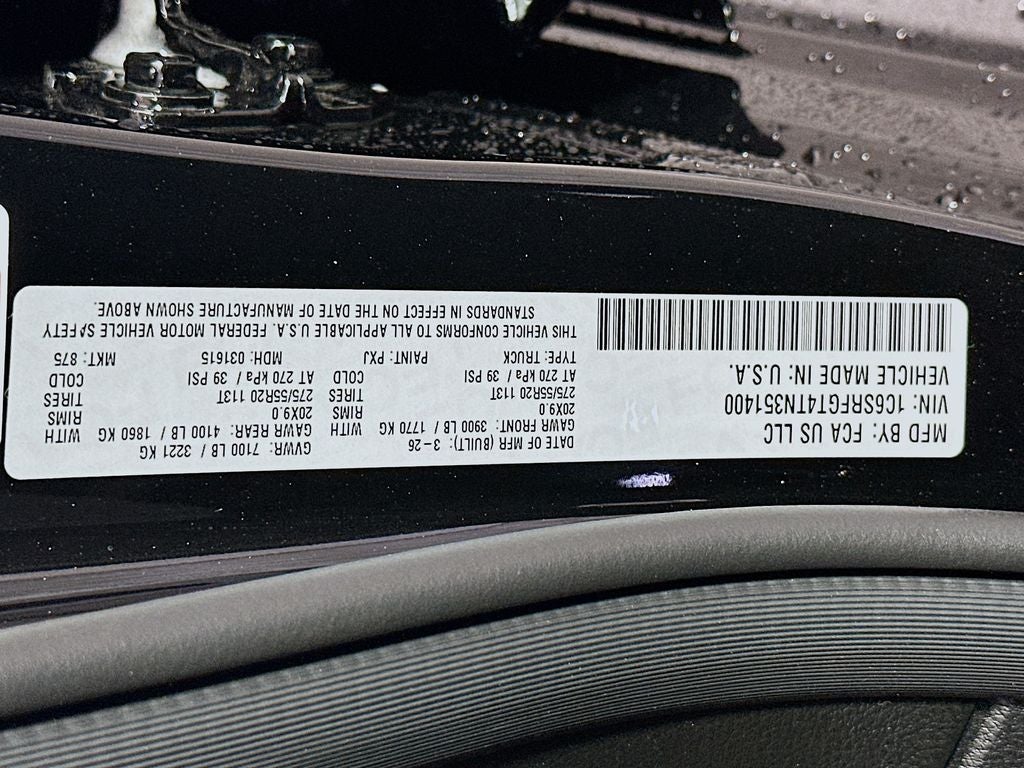 MFD BY: FCA US LLC
VIN: 1C6SRFGT4TN351400
VEHICLE MADE IN: U.S.A.
DATE OF MFR (BUILT): 3-26 GVWR: 7100 LB / 3221 KG
GAWR FRONT: 3900 LB / 1770 KG WITH GAWR REAR: 4100 LB / 1860 KG WITH
20X9.0 RIMS 20X9.0 RIMS
275/55R20 113T TIRES 275/55R20 113T TIRES
AT 270 kPa / 39 PSI COLD AT 270 kPa / 39 PSI COLD
TYPE: TRUCK PAINT: PXJ MDH: 031615 MKT: 875
THIS VEHICLE CONFORMS TO ALL APPLICABLE U.S.A. FEDERAL MOTOR VEHICLE SAFETY
STANDARDS IN EFFECT ON THE DATE OF MANUFACTURE SHOWN ABOVE.